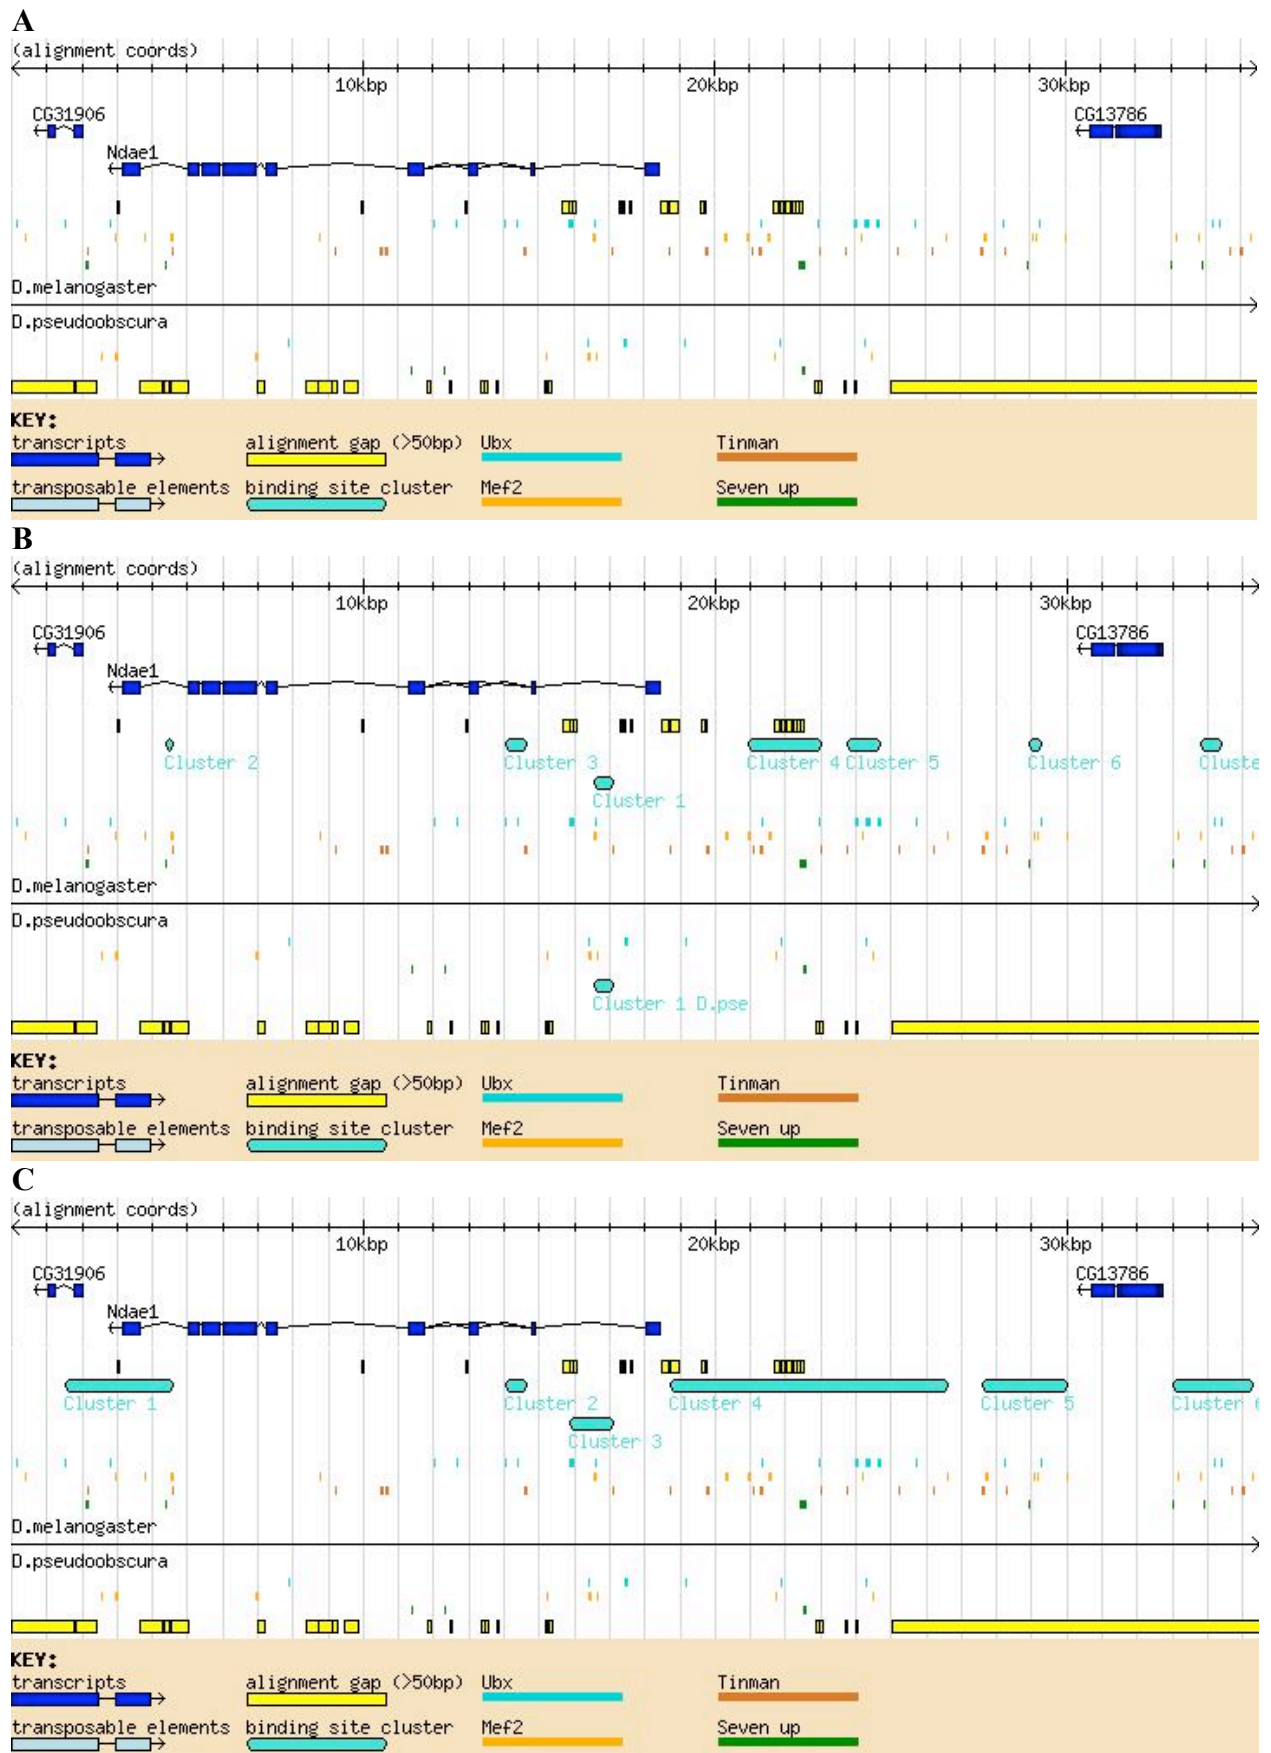 A
(alignment coords)
10kbp 20kbp 30kbp
CG31906 CG13786
Ndae1
D.melanogaster
D.pseudoobscura
KEY:
transcripts alignment gap (>50bp) Ubx Tinman
transposable elements binding site cluster Mef2 Seven up
B
(alignment coords)
10kbp 20kbp 30kbp
CG31906 CG13786
Ndae1
Cluster 2 Cluster 3 Cluster 4 Cluster 5 Cluster 6 Cluste
Cluster 1
D.melanogaster
D.pseudoobscura
Cluster 1 D.pse
KEY:
transcripts alignment gap (>50bp) Ubx Tinman
transposable elements binding site cluster Mef2 Seven up
C
(alignment coords)
10kbp 20kbp 30kbp
CG31906 CG13786
Ndae1
Cluster 1 Cluster 2 Cluster 4 Cluster 5 Cluster 6
Cluster 3
D.melanogaster
D.pseudoobscura
KEY:
transcripts alignment gap (>50bp) Ubx Tinman
transposable elements binding site cluster Mef2 Seven up